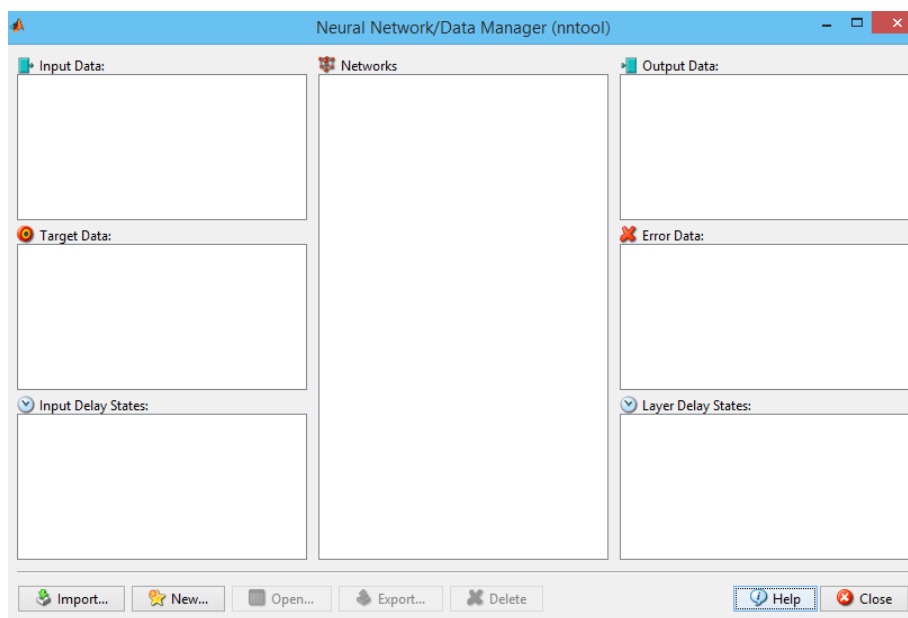 Neural Network/Data Manager (nntool)
Input Data:
Networks
Output Data:
Target Data:
Error Data:
Input Delay States:
Layer Delay States:
Import...
New...
Open...
Export...
Delete
Help
Close